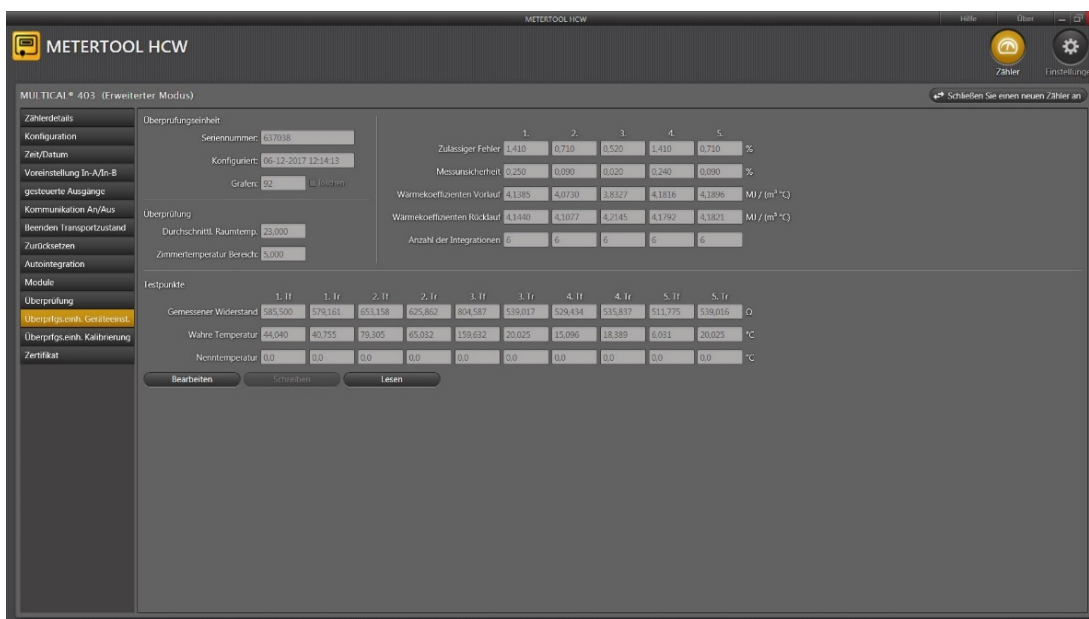 METERTOOL HCW
Hilfe
Über
METERTOOL HCW
Zähler
Einstellunge
MULTICAL® 403 (Erweiterter Modus)
Schließen Sie einen neuen Zähler an
Zählerdetails
Konfiguration
Zeit/Datum
Voreinstellung In-A/In-B
gesteuerte Ausgänge
Kommunikation An/Aus
Beenden Transportzustand
Zurücksetzen
Autointegration
Module
Überprüfung
Überprfgs.einh. Geräteeinst.
Überprfgs.einh. Kalibrierung
Zertifikat
Überprüfungseinheit
Seriennummer: 637038
Konfiguriert: 06-12-2017 12:14:13
Grafen: 92 löschen
Überprüfung
Durchschnittl. Raumtemp. 23,000
Zimmertemperatur Bereich: 5,000
1. 2. 3. 4. 5.
Zulässiger Fehler 1,410 0,710 0,520 1,410 0,710 %
Messunsicherheit 0,250 0,090 0,020 0,240 0,090 %
Wärmekoeffizienten Vorlauf 4,1385 4,0730 3,8327 4,1816 4,1896 MJ / (m³ °C)
Wärmekoeffizienten Rücklauf 4,1440 4,1077 4,2145 4,1792 4,1821 MJ / (m³ °C)
Anzahl der Integrationen 6 6 6 6 6
Testpunkte
1. Tf 1. Tr 2. Tf 2. Tr 3. Tf 3. Tr 4. Tf 4. Tr 5. Tf 5. Tr
Gemessener Widerstand 585,500 579,161 653,158 625,862 804,587 539,017 529,434 535,837 511,775 539,016 Ω
Wahre Temperatur 44,040 40,755 79,305 65,032 159,632 20,025 15,096 18,389 6,031 20,025 °C
Nenntemperatur 0,0 0,0 0,0 0,0 0,0 0,0 0,0 0,0 0,0 0,0 °C
Bearbeiten
Schreiben
Lesen